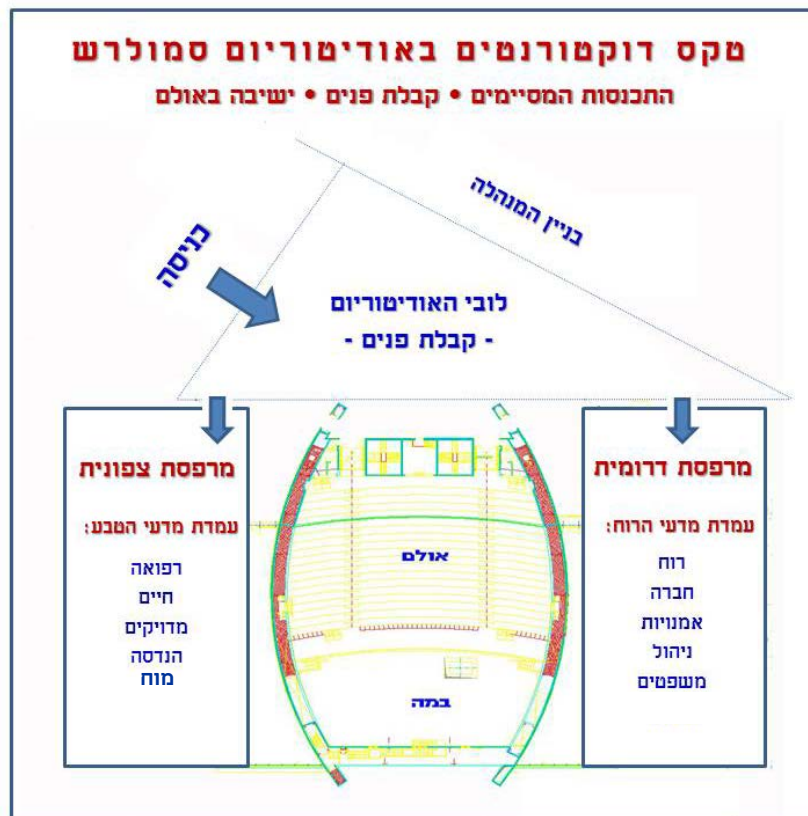 טקס דוקטורנטים באודיטוריום סמולרש
התכנסות המסיימים • קבלת פנים • ישיבה באולם
בניין המנהלה
כניסה
לובי האודיטוריום
- קבלת פנים -
מרפסת דרומית
עמדת מדעי הרוח:
רוח
חברה
אמנויות
ניהול
משפטים
אולם
במה
מרפסת צפונית
עמדת מדעי הטבע:
רפואה
חיים
מדויקים
הנדסה
מוח